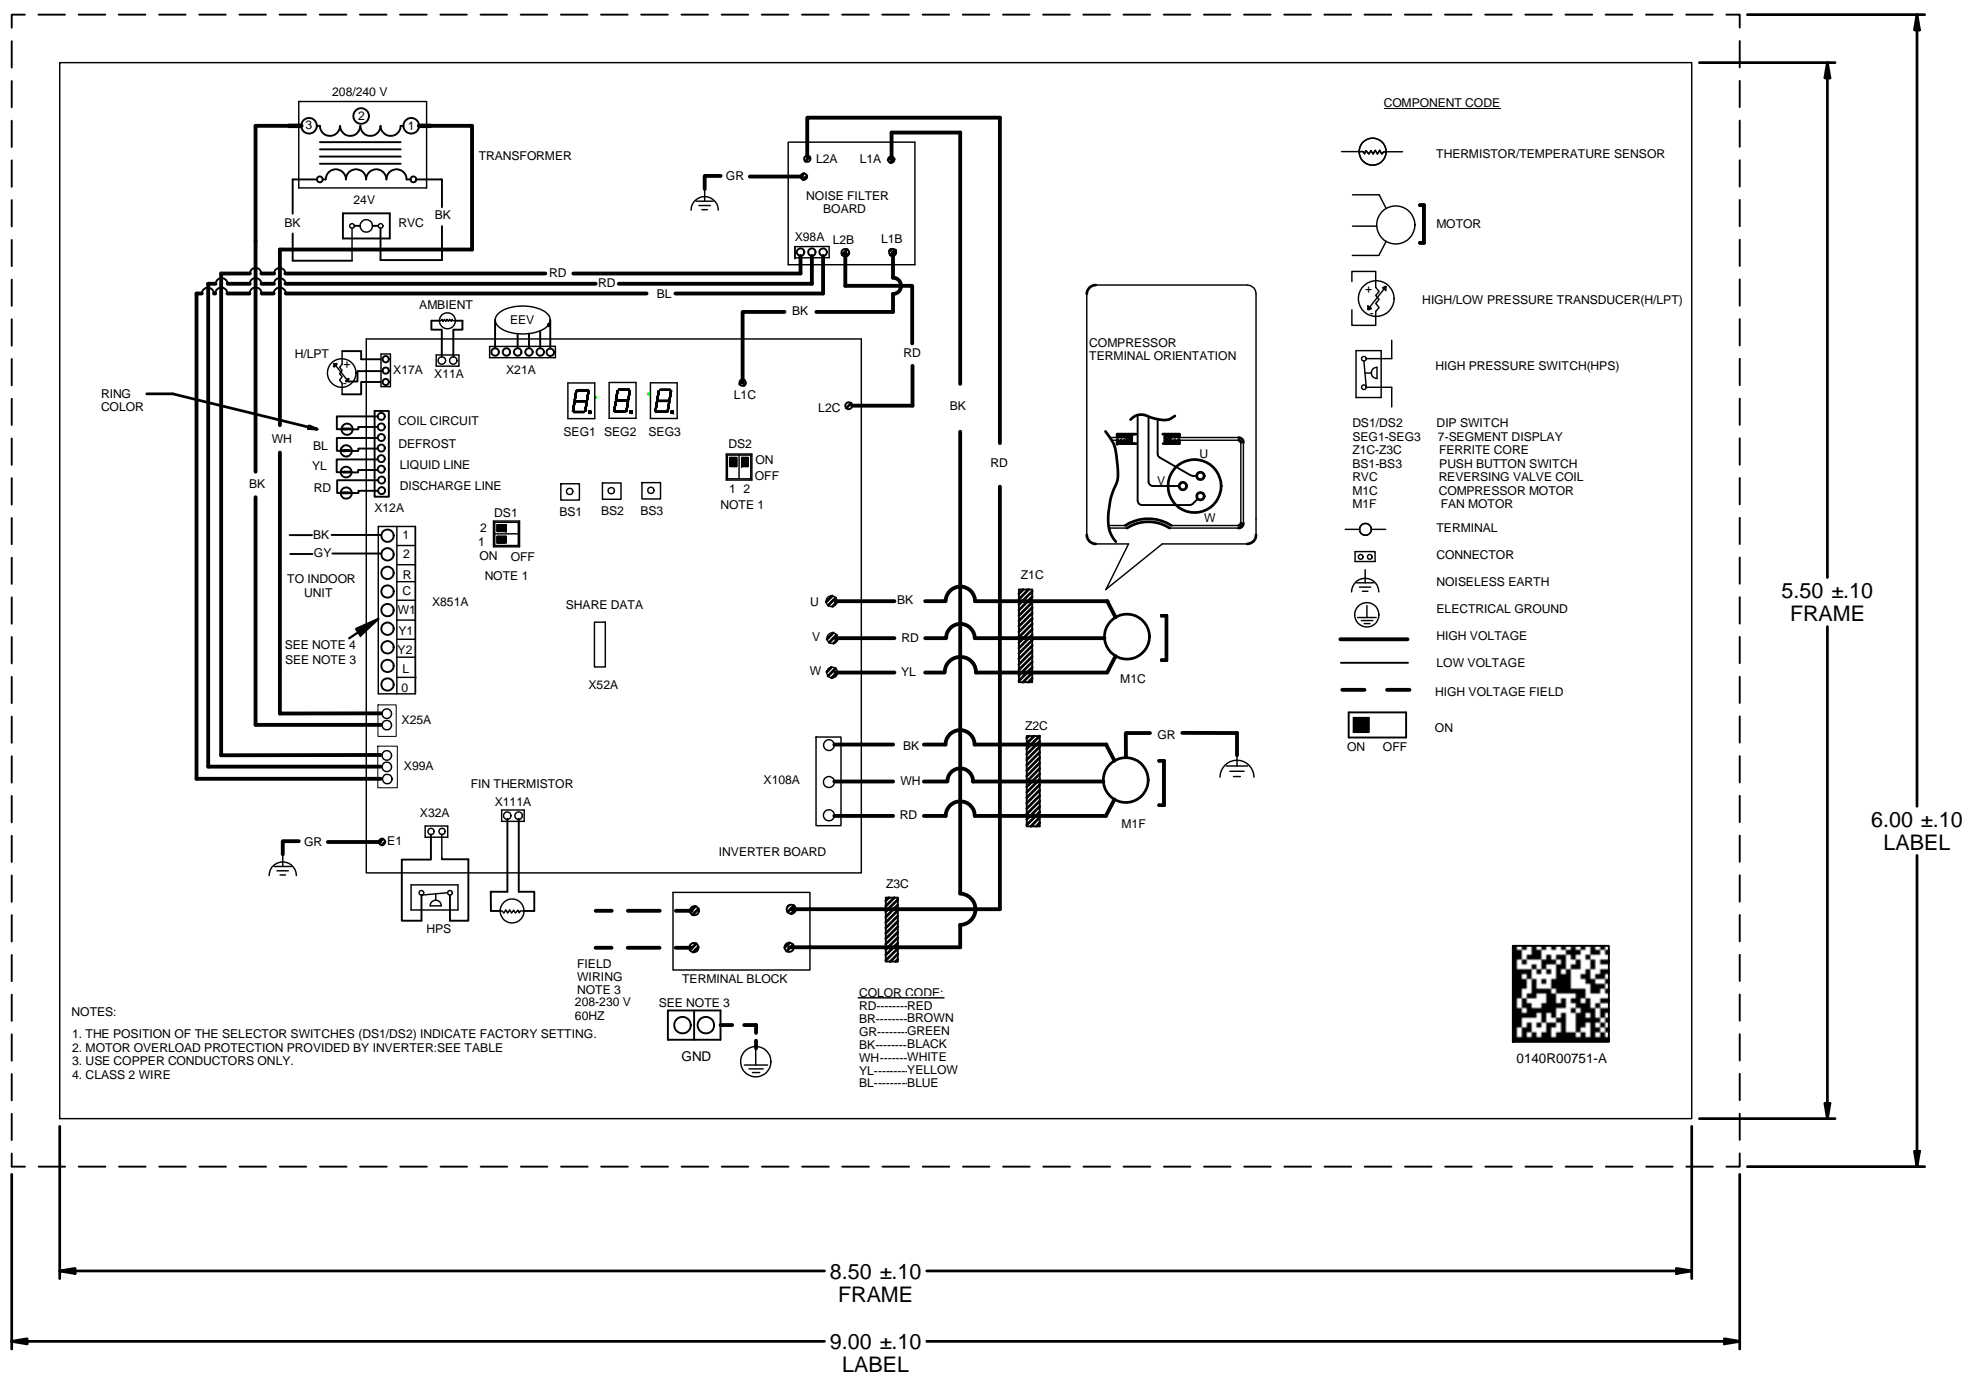 208/240 V
3
2
1
TRANSFORMER
24V
BK
RVC
BK
L2A L1A
GR
NOISE FILTER
BOARD
X98A L2B L1B
RD
RD
BL
BK
RD
AMBIENT
EEV
H/LPT
X17A
X11A
X21A
RING
COLOR
COIL CIRCUIT
BL DEFROST
YL LIQUID LINE
RD DISCHARGE LINE
X12A
WH
BK
8. 8. 8.
SEG1 SEG2 SEG3
L1C
L2C
BK
RD
DS2
ON
OFF
1 2
NOTE 1
BS1 BS2 BS3
DS1
2
1
ON OFF
NOTE 1
BK 1
GY 2
R
C
W1
Y1
Y2
L
0
TO INDOOR
UNIT
X851A
SEE NOTE 4
SEE NOTE 3
SHARE DATA
X52A
X25A
X99A
U BK
V RD
W YL
Z1C
M1C
Z2C
BK
WH
RD
X108A
GR
M1F
FIN THERMISTOR
X111A
X32A
GR E1
HPS
INVERTER BOARD
Z3C
TERMINAL BLOCK
FIELD
WIRING
NOTE 3
208-230 V
60HZ
SEE NOTE 3
GND
COMPRESSOR
TERMINAL ORIENTATION
U
V
W
COMPONENT CODE
THERMISTOR/TEMPERATURE SENSOR
MOTOR
+
-
HIGH/LOW PRESSURE TRANSDUCER(H/LPT)
HIGH PRESSURE SWITCH(HPS)
DS1/DS2 DIP SWITCH
SEG1-SEG3 7-SEGMENT DISPLAY
Z1C-Z3C FERRITE CORE
BS1-BS3 PUSH BUTTON SWITCH
RVC REVERSING VALVE COIL
M1C COMPRESSOR MOTOR
M1F FAN MOTOR
TERMINAL
CONNECTOR
NOISELESS EARTH
ELECTRICAL GROUND
HIGH VOLTAGE
LOW VOLTAGE
HIGH VOLTAGE FIELD
ON
ON OFF
NOTES:
1. THE POSITION OF THE SELECTOR SWITCHES (DS1/DS2) INDICATE FACTORY SETTING.
2. MOTOR OVERLOAD PROTECTION PROVIDED BY INVERTER:SEE TABLE
3. USE COPPER CONDUCTORS ONLY.
4. CLASS 2 WIRE
COLOR CODE:
RD--------RED
BR--------BROWN
GR-------GREEN
BK--------BLACK
WH-------WHITE
YL---------YELLOW
BL---------BLUE
0140R00751-A
5.50 ±.10
FRAME
6.00 ±.10
LABEL
8.50 ±.10
FRAME
9.00 ±.10
LABEL